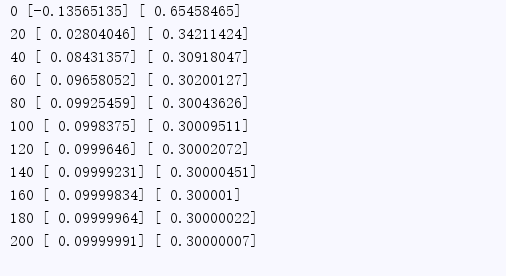 0 [-0.13565135] [ 0.65458465]
20 [ 0.02804046] [ 0.34211424]
40 [ 0.08431357] [ 0.30918047]
60 [ 0.09658052] [ 0.30200127]
80 [ 0.09925459] [ 0.30043626]
100 [ 0.0998375] [ 0.30009511]
120 [ 0.0999646] [ 0.30002072]
140 [ 0.09999231] [ 0.30000451]
160 [ 0.09999834] [ 0.300001]
180 [ 0.09999964] [ 0.30000022]
200 [ 0.09999991] [ 0.30000007]